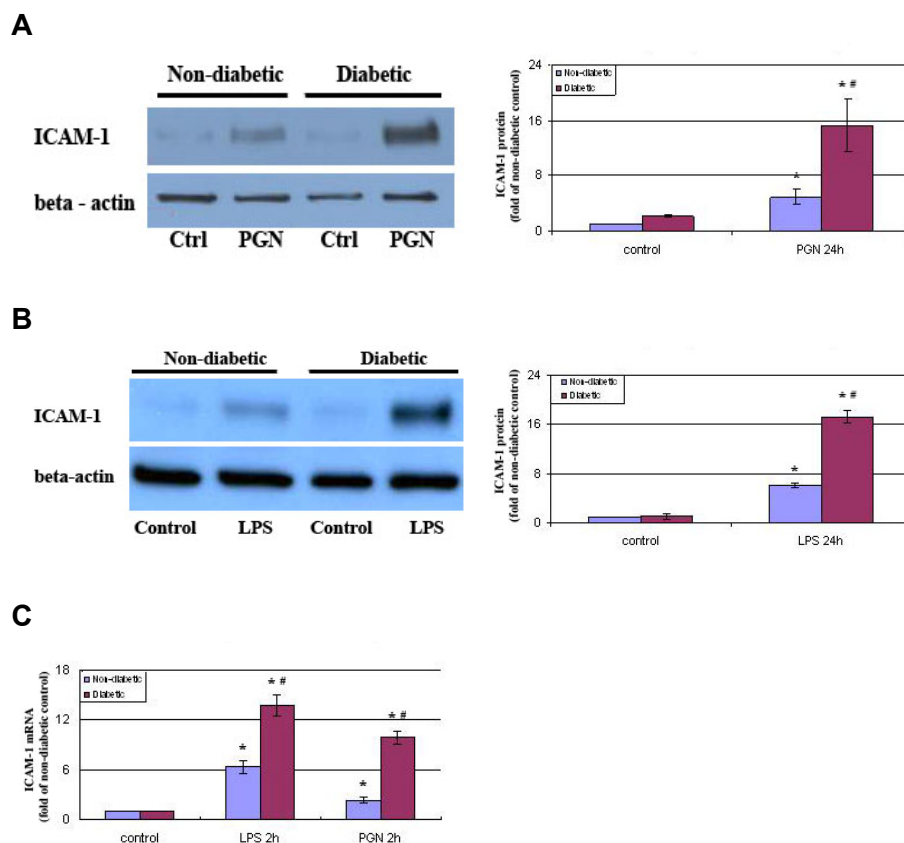 A
Non-diabetic Diabetic
ICAM-1
beta - actin
Ctrl PGN Ctrl PGN
ICAM-1 protein
(fold of non-diabetic control)
24
16
8
0
Non-diabetic
Diabetic
*
* #
control PGN 24h
B
Non-diabetic Diabetic
ICAM-1
beta-actin
Control LPS Control LPS
ICAM-1 protein
(fold of non-diabetic control)
24
16
8
0
Non-diabetic
Diabetic
*
* #
control LPS 24h
C
ICAM-1 mRNA
(fold of non-diabetic control)
18
12
6
0
Non-diabetic
Diabetic
*
* #
*
* #
control LPS 2h PGN 2h